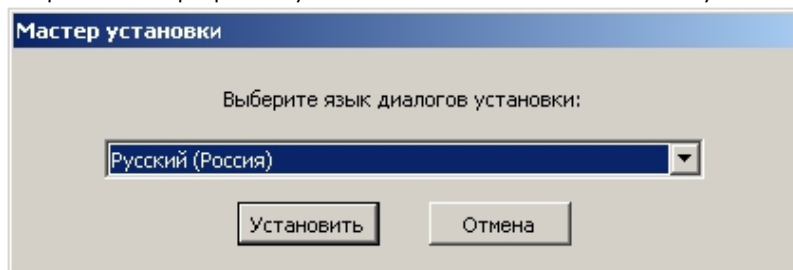 Мастер установки
Выберите язык диалогов установки:
Русский (Россия)
Установить
Отмена